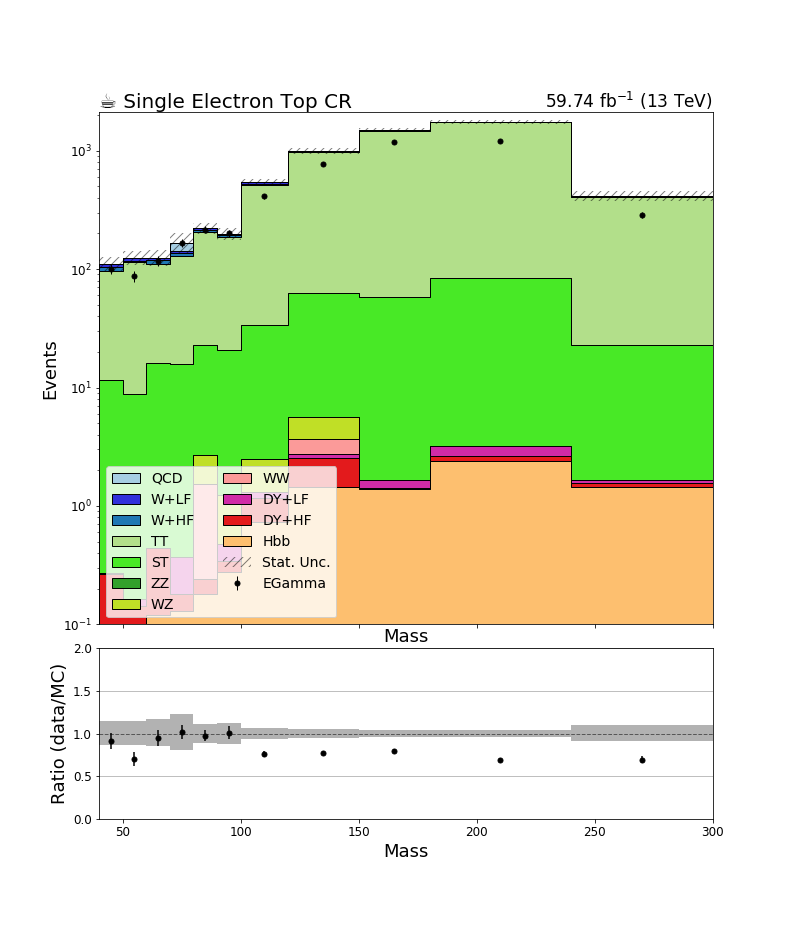 ☕ Single Electron Top CR
59.74 fb⁻¹ (13 TeV)
Events
10³
10²
10¹
10⁰
10⁻¹
QCD
W+LF
W+HF
TT
ST
ZZ
WZ
WW
DY+LF
DY+HF
Hbb
Stat. Unc.
EGamma
Mass
Ratio (data/MC)
2.0
1.5
1.0
0.5
0.0
50 100 150 200 250 300
Mass